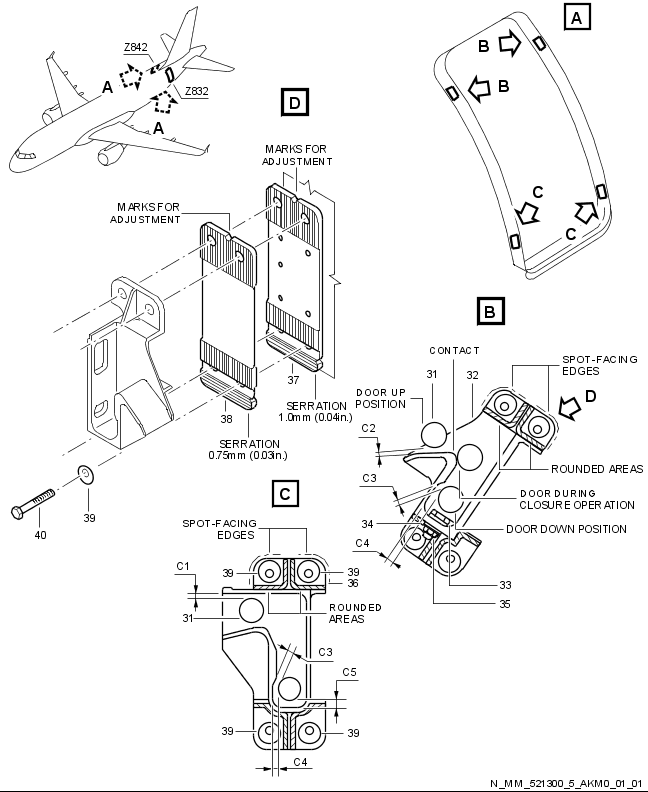 A
Z842
A
Z832
A
B
B
C
C
D
MARKS FOR
ADJUSTMENT
MARKS FOR
ADJUSTMENT
37
SERRATION
1.0mm (0.04in.)
38
SERRATION
0.75mm (0.03in.)
39
40
B
CONTACT
31
32
SPOT-FACING
EDGES
DOOR UP
POSITION
D
C2
C3
ROUNDED AREAS
DOOR DURING
CLOSURE OPERATION
34
DOOR DOWN POSITION
C4
33
35
C
SPOT-FACING
EDGES
C1
39
39
36
31
ROUNDED
AREAS
C3
C5
39
39
C4
N_MM_521300_5_AKM0_01_01